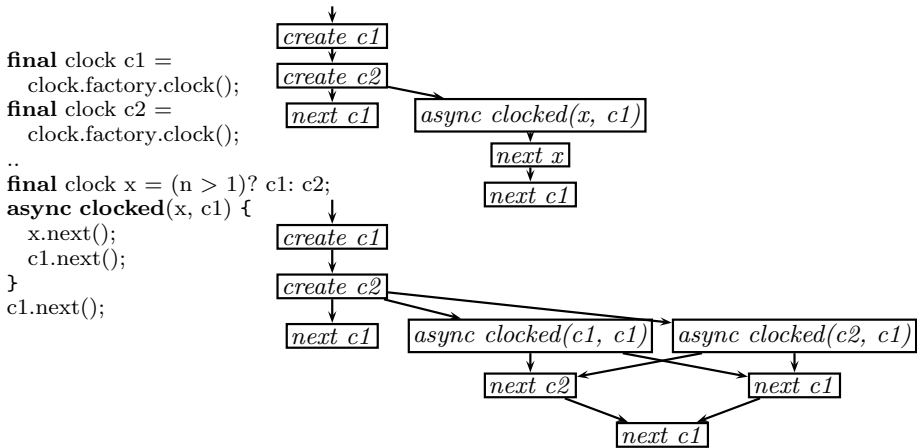 final clock c1 =
clock.factory.clock();
final clock c2 =
clock.factory.clock();
..
final clock x = (n > 1)? c1: c2;
async clocked(x, c1) {
x.next();
c1.next();
}
c1.next();
create c1
create c2
next c1
async clocked(x, c1)
next x
next c1
create c1
create c2
next c1
async clocked(c1, c1)
async clocked(c2, c1)
next c2
next c1
next c1